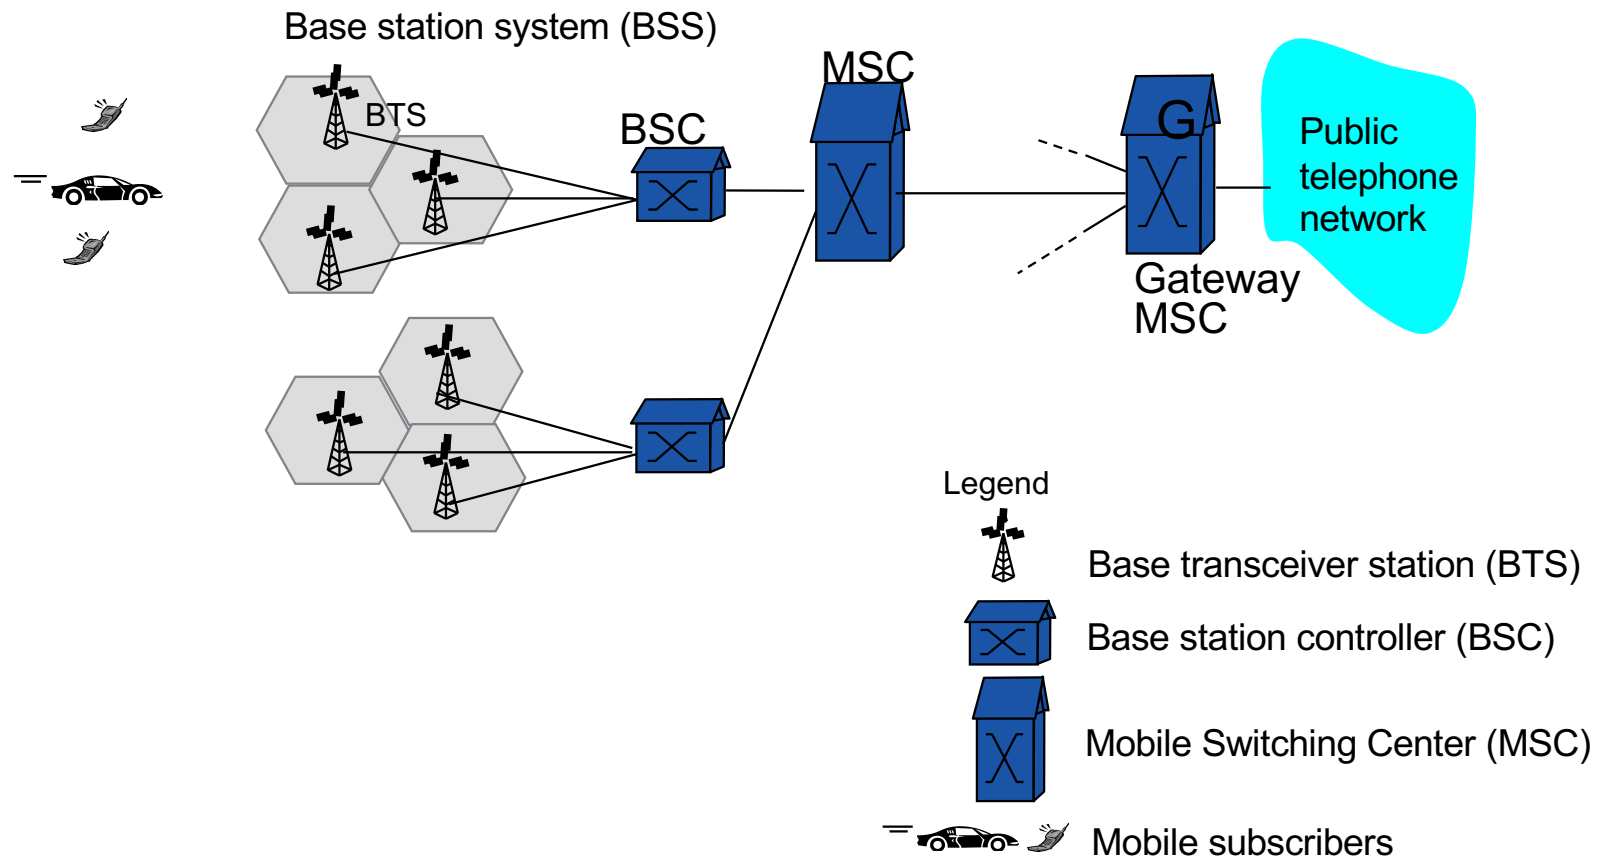 Base station system (BSS)
BTS
BSC
MSC
G
Gateway
MSC
Public
telephone
network
Legend
Base transceiver station (BTS)
Base station controller (BSC)
Mobile Switching Center (MSC)
Mobile subscribers